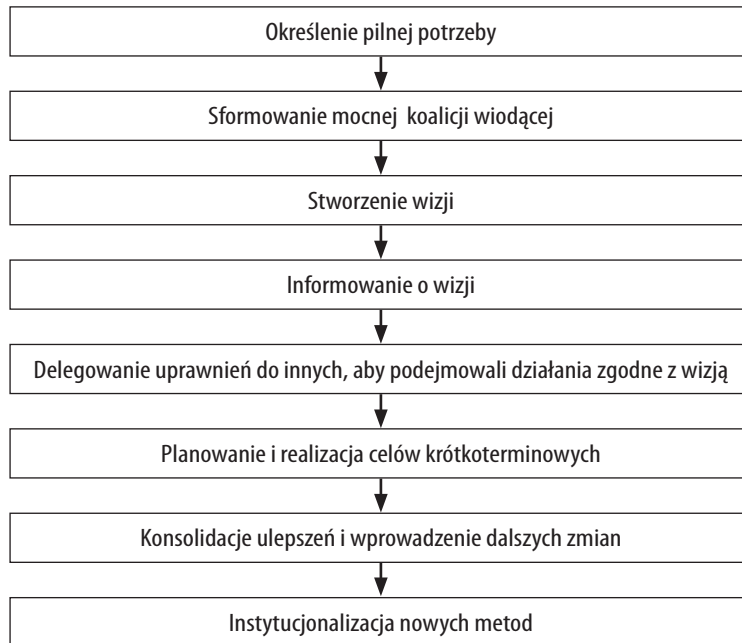 Określenie pilnej potrzeby
Sformowanie mocnej koalicji wiodącej
Stworzenie wizji
Informowanie o wizji
Delegowanie uprawnień do innych, aby podejmowali działania zgodne z wizją
Planowanie i realizacja celów krótkoterminowych
Konsolidacje ulepszeń i wprowadzenie dalszych zmian
Instytucjonalizacja nowych metod